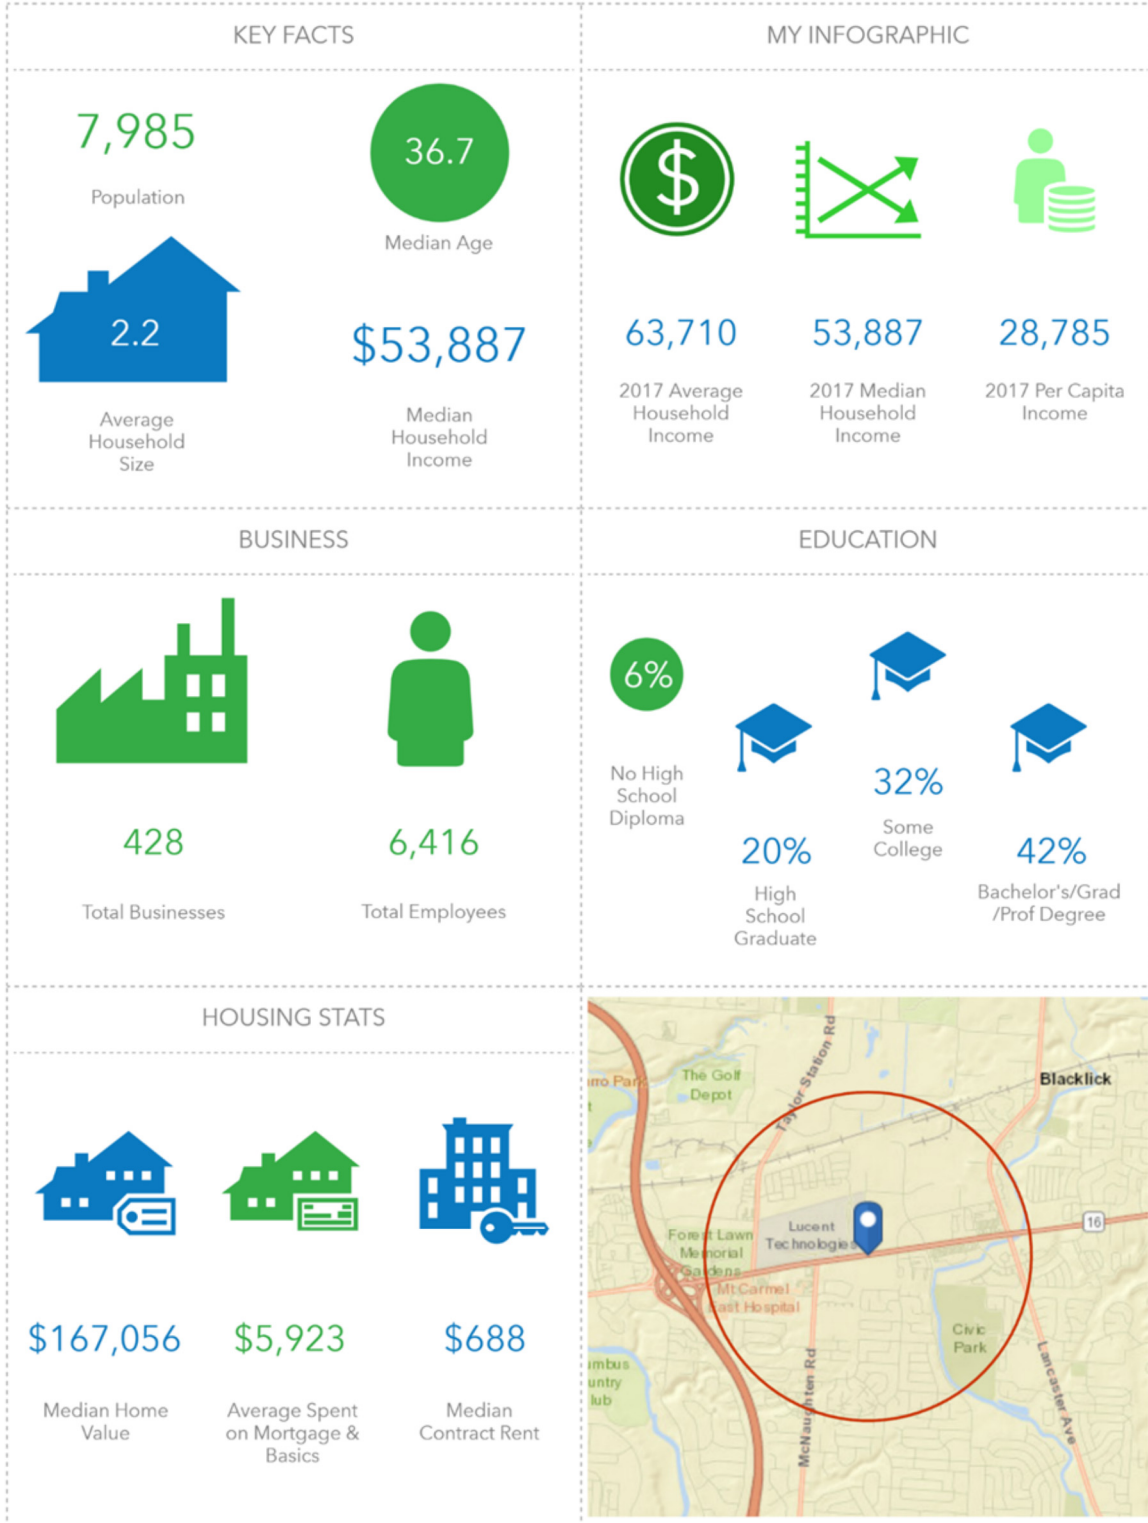 KEY FACTS
7,985
Population
36.7
Median Age
2.2
Average
Household
Size
$53,887
Median
Household
Income
MY INFOGRAPHIC
$
63,710
2017 Average
Household
Income
53,887
2017 Median
Household
Income
28,785
2017 Per Capita
Income
BUSINESS
428
Total Businesses
6,416
Total Employees
EDUCATION
6%
No High
School
Diploma
20%
High
School
Graduate
32%
Some
College
42%
Bachelor's/Grad
/Prof Degree
HOUSING STATS
$167,056
Median Home
Value
$5,923
Average Spent
on Mortgage &
Basics
$688
Median
Contract Rent
Park
The Golf
Depot
Taylor Station Rd
Blacklick
16
Lucent
Technologies
Forest Lawn
Memorial
Gardens
Mt Carmel
East Hospital
Civic
Park
McNaughten Rd
Lancaster Ave